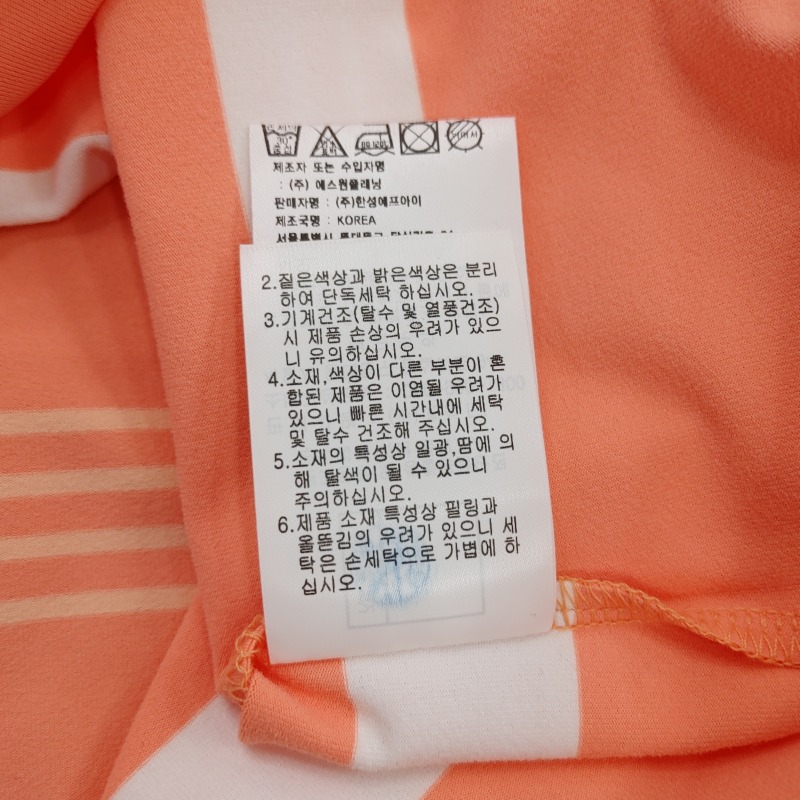 제조자 또는 수입자명
: (주) 에스원플래닝
판매자명 : (주)한성에프아이
제조국명 : KOREA
서울특별시
2.짙은색상과 밝은색상은 분리
하여 단독세탁 하십시오.
3.기계건조(탈수 및 열풍건조)
시 제품 손상의 우려가 있으
니 유의하십시오.
4.소재,색상이 다른 부분이 혼
합된 제품은 이염될 우려가
있으니 빠른 시간내에 세탁
및 탈수 건조해 주십시오.
5.소재의 특성상 일광,땀에 의
해 탈색이 될 수 있으니
주의하십시오.
6.제품 소재 특성상 필링과
올뜯김의 우려가 있으니 세
탁은 손세탁으로 가볍에 하
십시오.